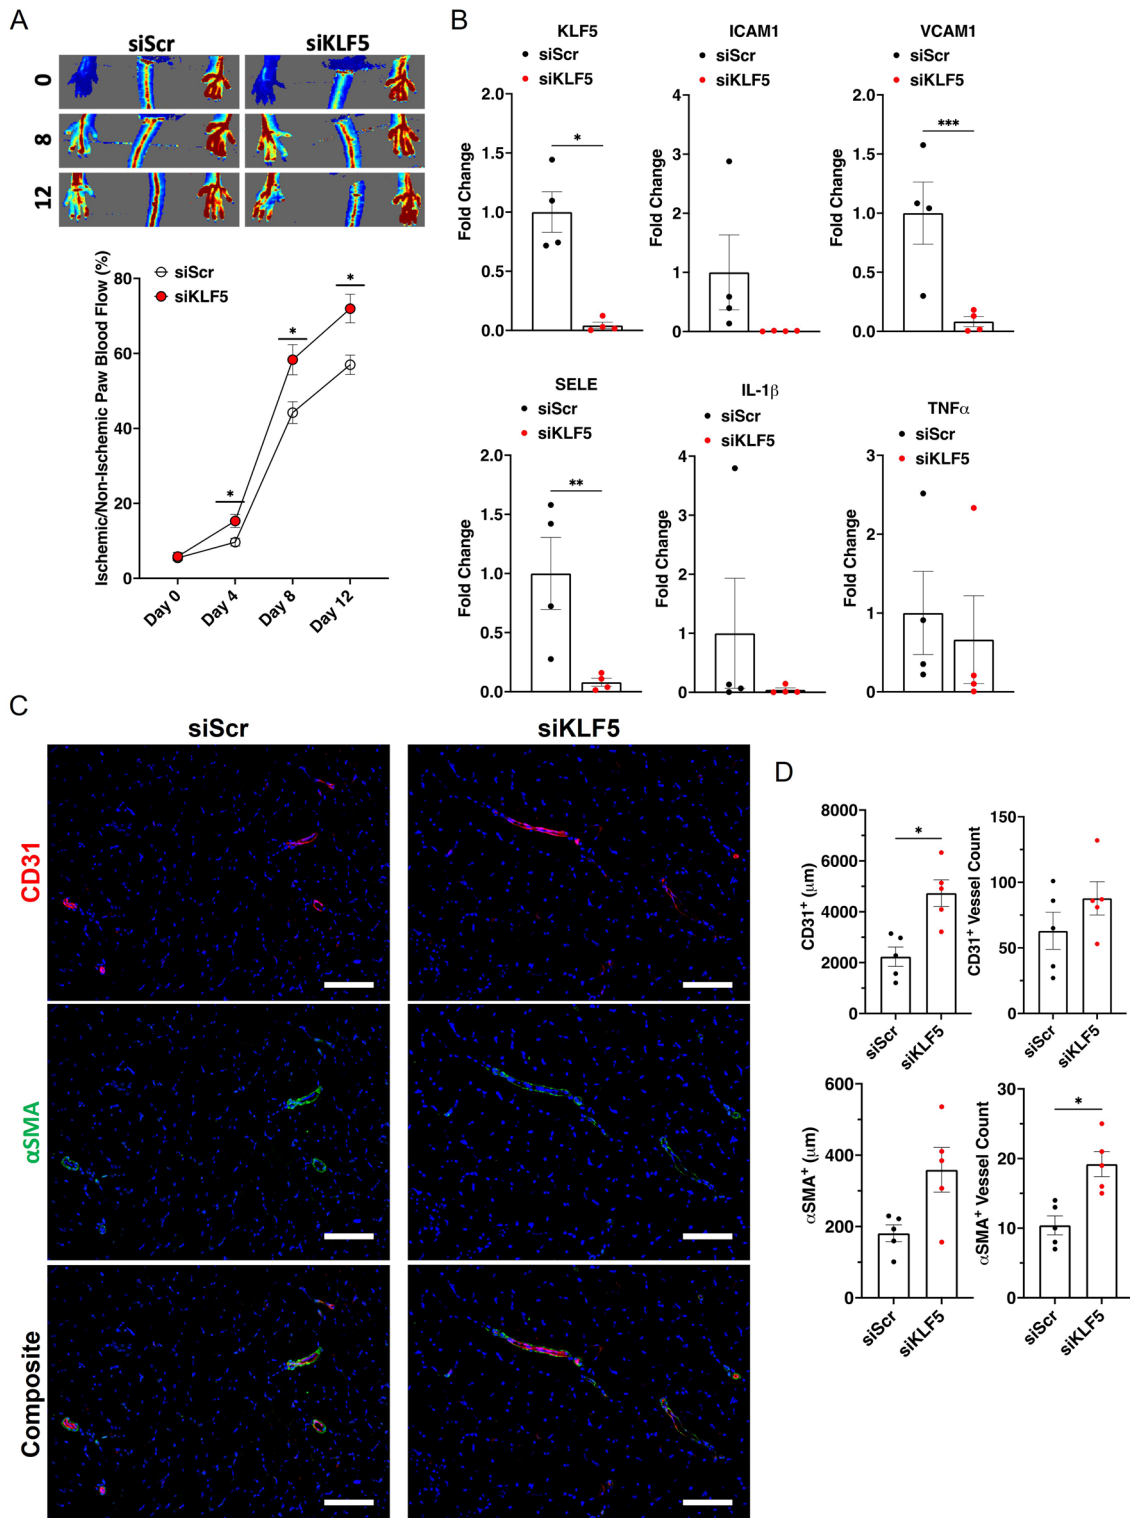 A
siScr siKLF5
0
8
12
Ischemic/Non-Ischemic Paw Blood Flow (%)
siScr
siKLF5
80
60
40
20
0
* * *
Day 0 Day 4 Day 8 Day 12
B
KLF5
siScr
siKLF5
Fold Change
2.0
1.5
1.0
0.5
0.0
*
ICAM1
siScr
siKLF5
Fold Change
4
3
2
1
0
VCAM1
siScr
siKLF5
Fold Change
2.0
1.5
1.0
0.5
0.0
***
SELE
siScr
siKLF5
Fold Change
2.0
1.5
1.0
0.5
0.0
**
IL-1β
siScr
siKLF5
Fold Change
4
2
1
0
TNFα
siScr
siKLF5
Fold Change
3
2
1
0
C
siScr siKLF5
CD31
αSMA
Composite
D
CD31⁺ (μm)
8000
6000
4000
2000
0
*
siScr siKLF5
CD31⁺ Vessel Count
150
100
50
0
siScr siKLF5
αSMA⁺ (μm)
600
400
200
0
siScr siKLF5
αSMA⁺ Vessel Count
30
20
10
0
*
siScr siKLF5